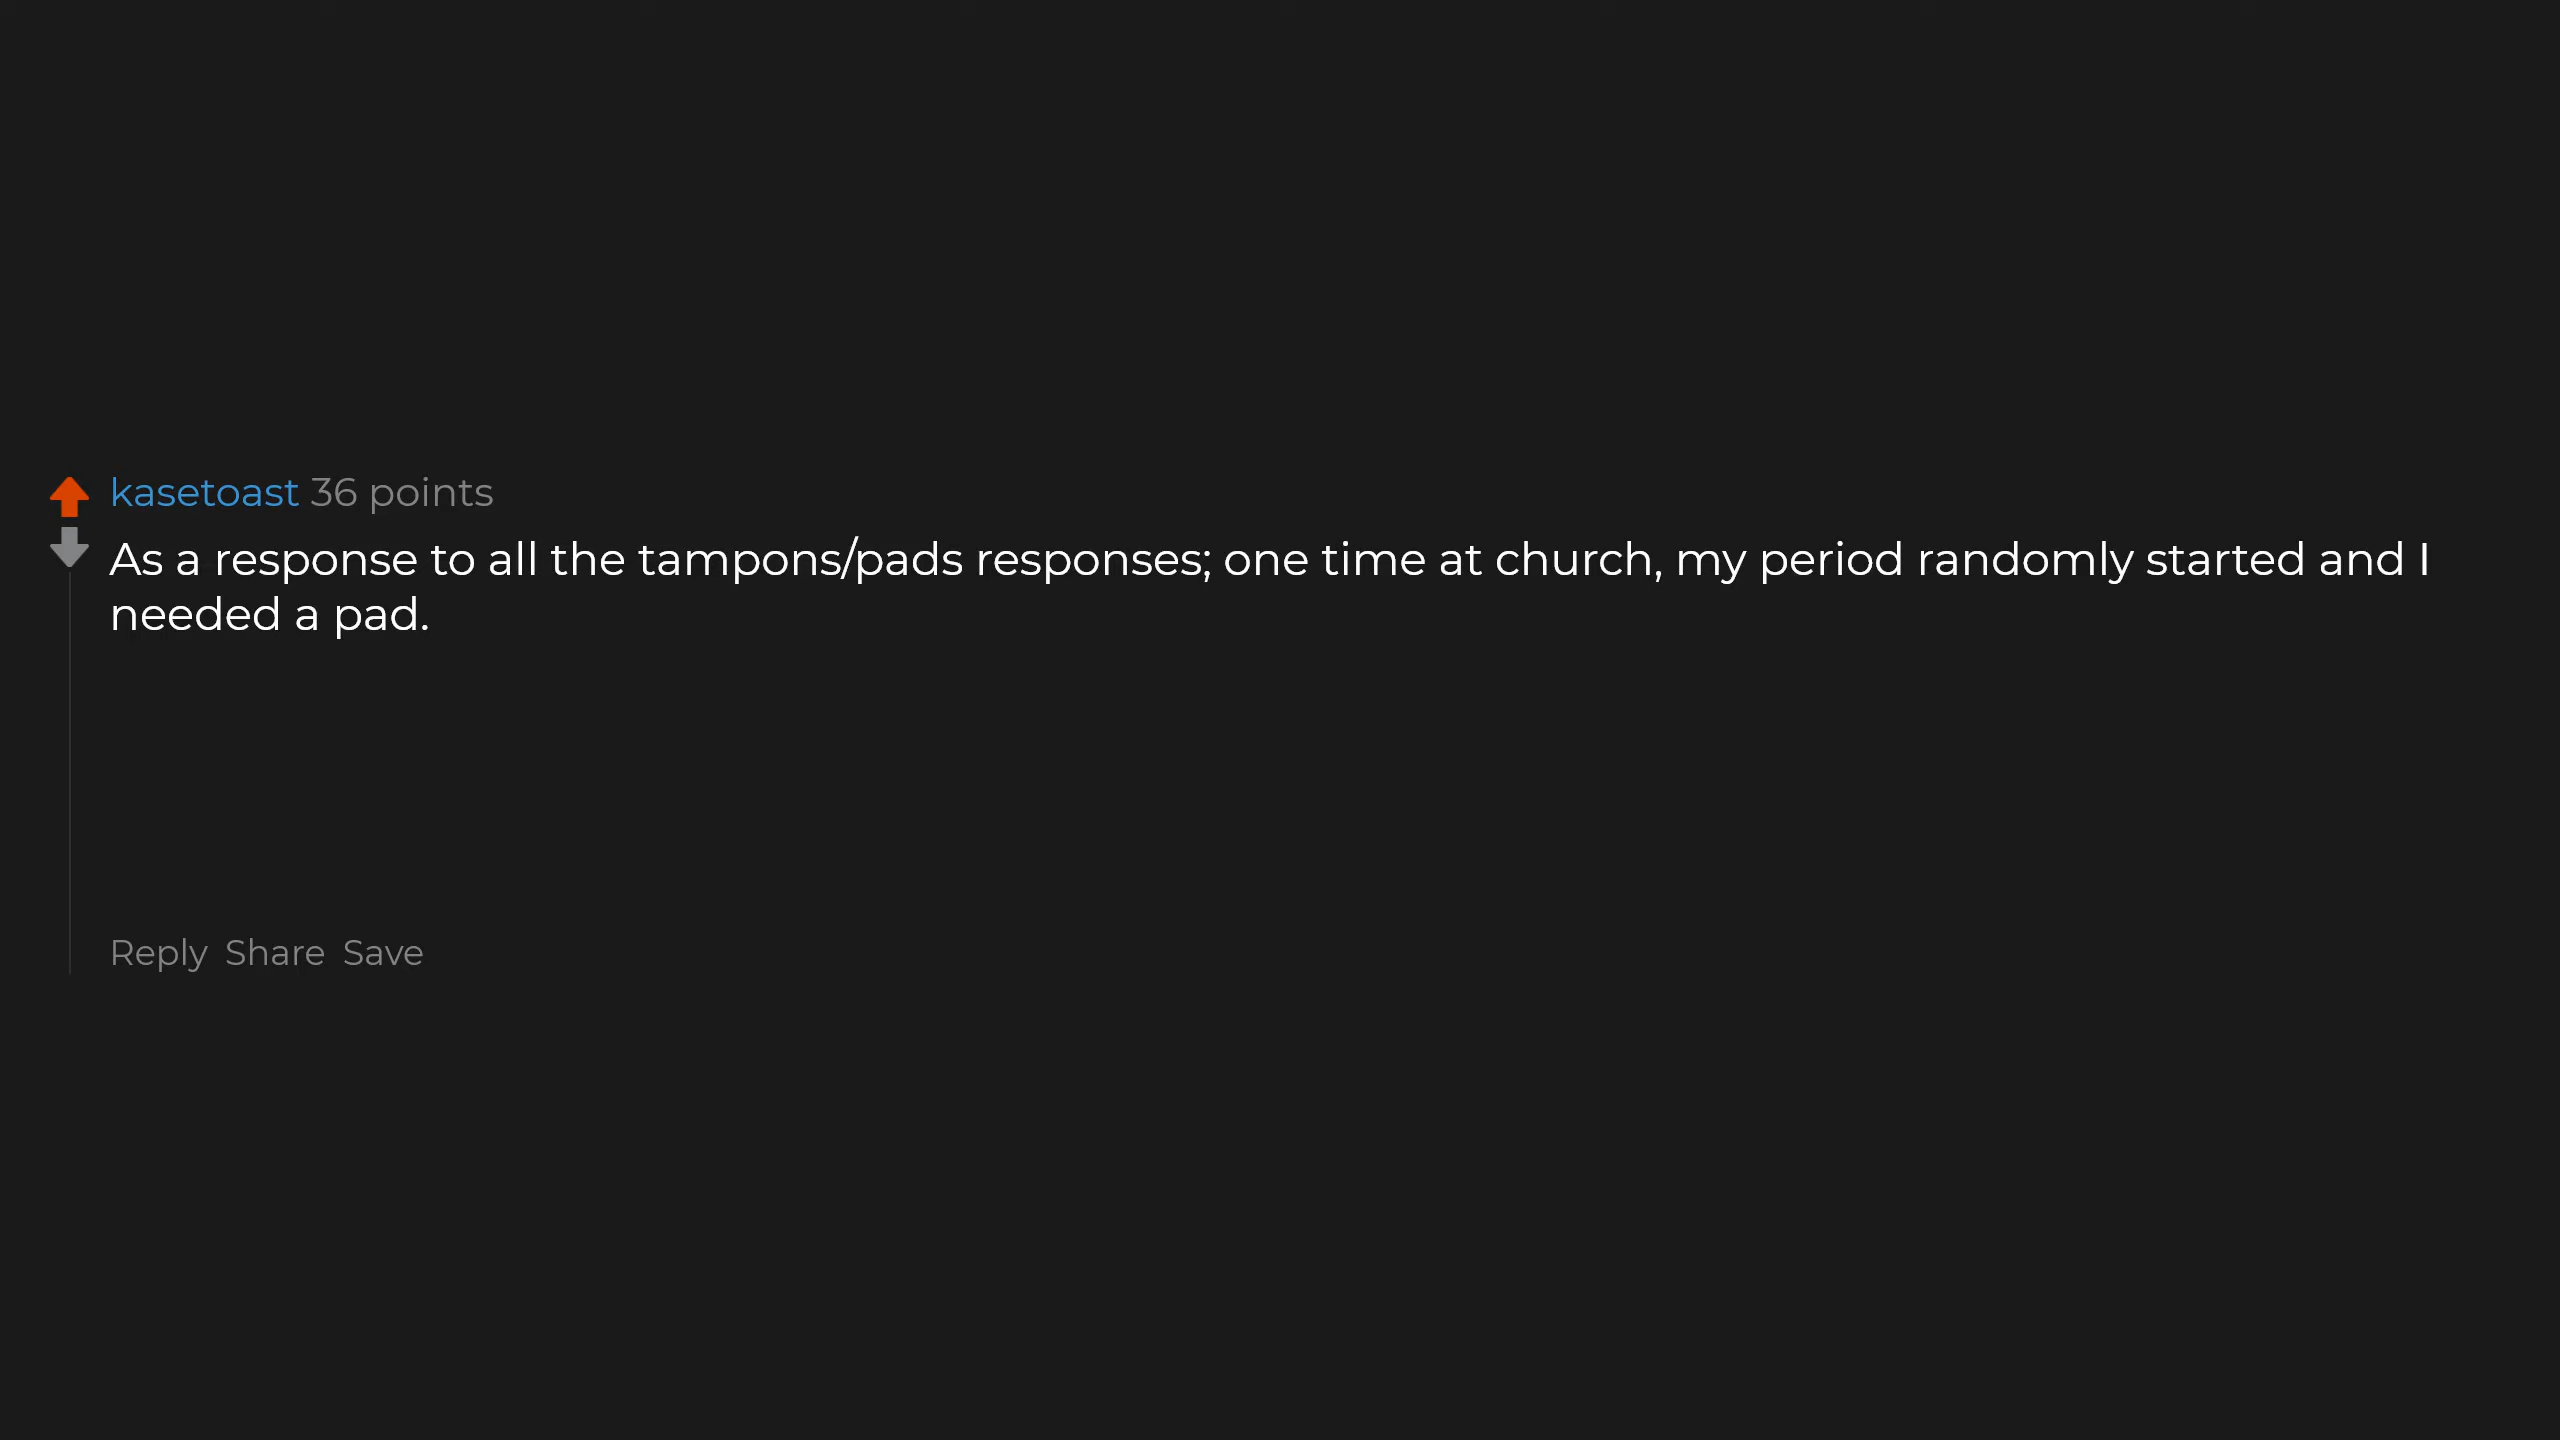 kasetoast 36 points
As a response to all the tampons/pads responses; one time at church, my period randomly started and I
needed a pad.
Reply Share Save